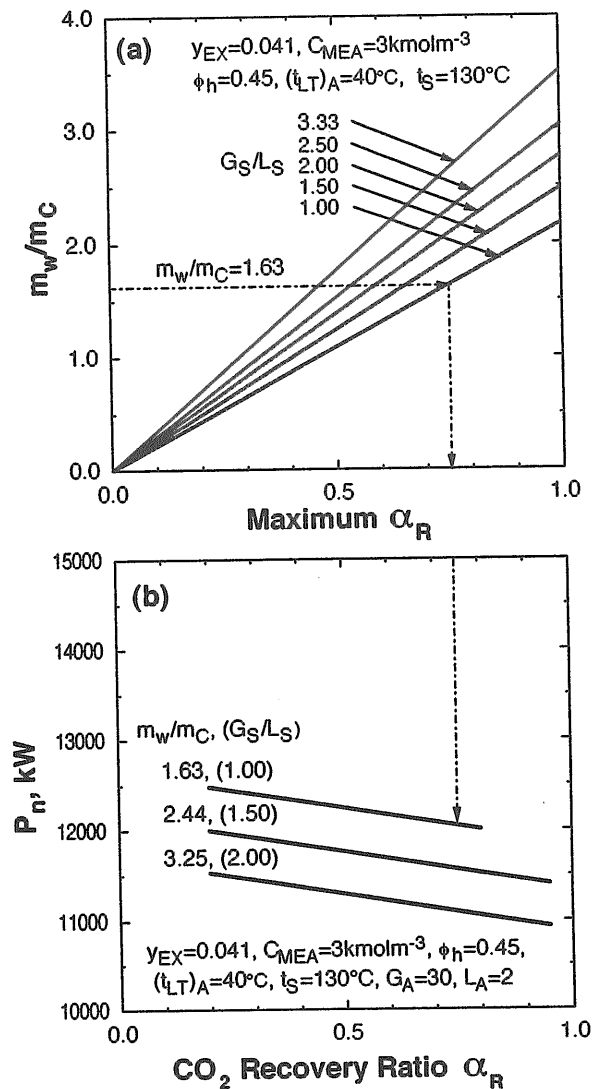 (a)
y_EX=0.041, C_MEA=3kmolm⁻³
ϕ_h=0.45, (t_LT)_A=40°C, t_S=130°C
4.0
3.0
2.0
1.0
0.0
m_w/m_C
G_S/L_S
3.33
2.50
2.00
1.50
1.00
m_w/m_C=1.63
0.0 0.5 1.0
Maximum α_R
(b)
15000
14000
13000
12000
11000
10000
P_n, kW
m_w/m_C, (G_S/L_S)
1.63, (1.00)
2.44, (1.50)
3.25, (2.00)
y_EX=0.041, C_MEA=3kmolm⁻³, ϕ_h=0.45,
(t_LT)_A=40°C, t_S=130°C, G_A=30, L_A=2
0.0 0.5 1.0
CO₂ Recovery Ratio α_R